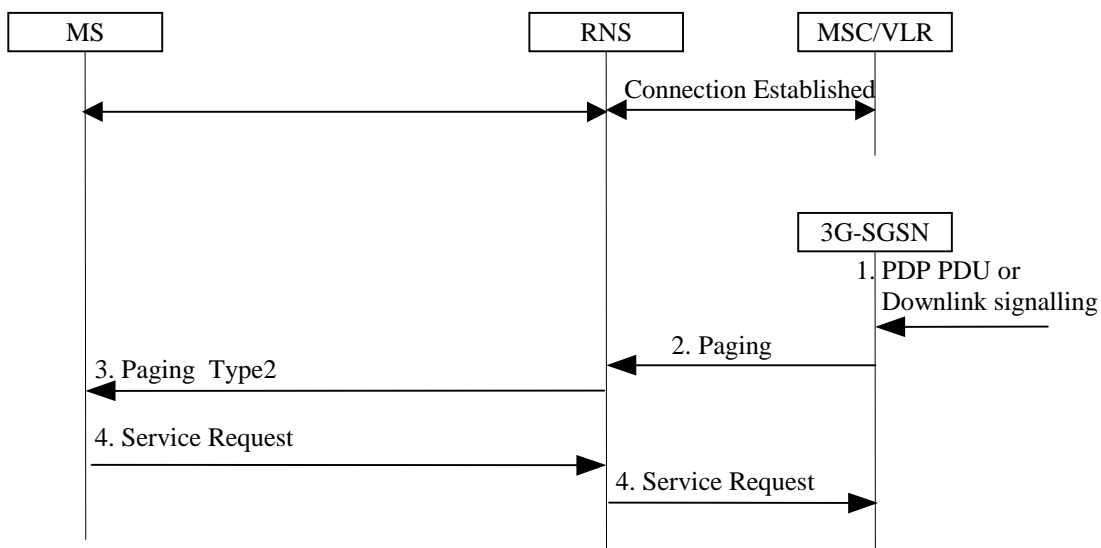 MS
RNS
MSC/VLR
Connection Established
3G-SGSN
1. PDP PDU or
Downlink signalling
2. Paging
3. Paging Type2
4. Service Request
4. Service Request